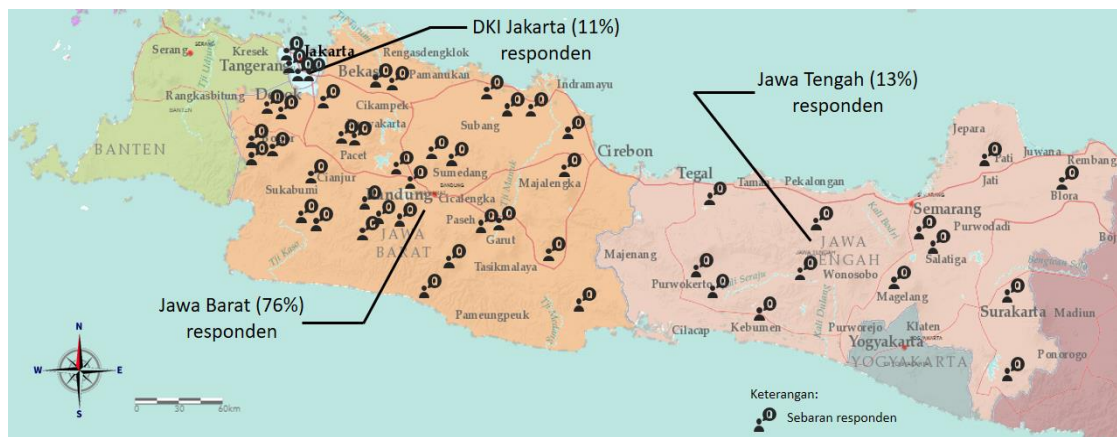 DKI Jakarta (11%)
responden
Jawa Tengah (13%)
responden
Jawa Barat (76%)
responden
Serang
Kresek
Jakarta
Tangerang
Rengasdengklok
Pamanukan
Indramayu
Rangkasbitung
Cikampek
Subang
BANTEN
Pacet
Cianjur
Sumedang
Cirebon
Majalengka
Sukabumi
Bandung
Cicalengka
Paseh
Garut
JAWA
BARAT
Tasikmalaya
Pameungpeuk
Tegal
Pekalongan
Jepara
Pati
Juwana
Rembang
Jati
Blora
Semarang
Purwodadi
Majenang
JAWA
TENGAH
Salatiga
Wonosobo
Purwokerto
Magelang
Surakarta
Madiun
Cilacap
Kebumen
Purworejo
Klaten
Yogyakarta
YOGYAKARTA
Ponorogo
N
W
E
S
0
30
60km
Keterangan:
Sebaran responden